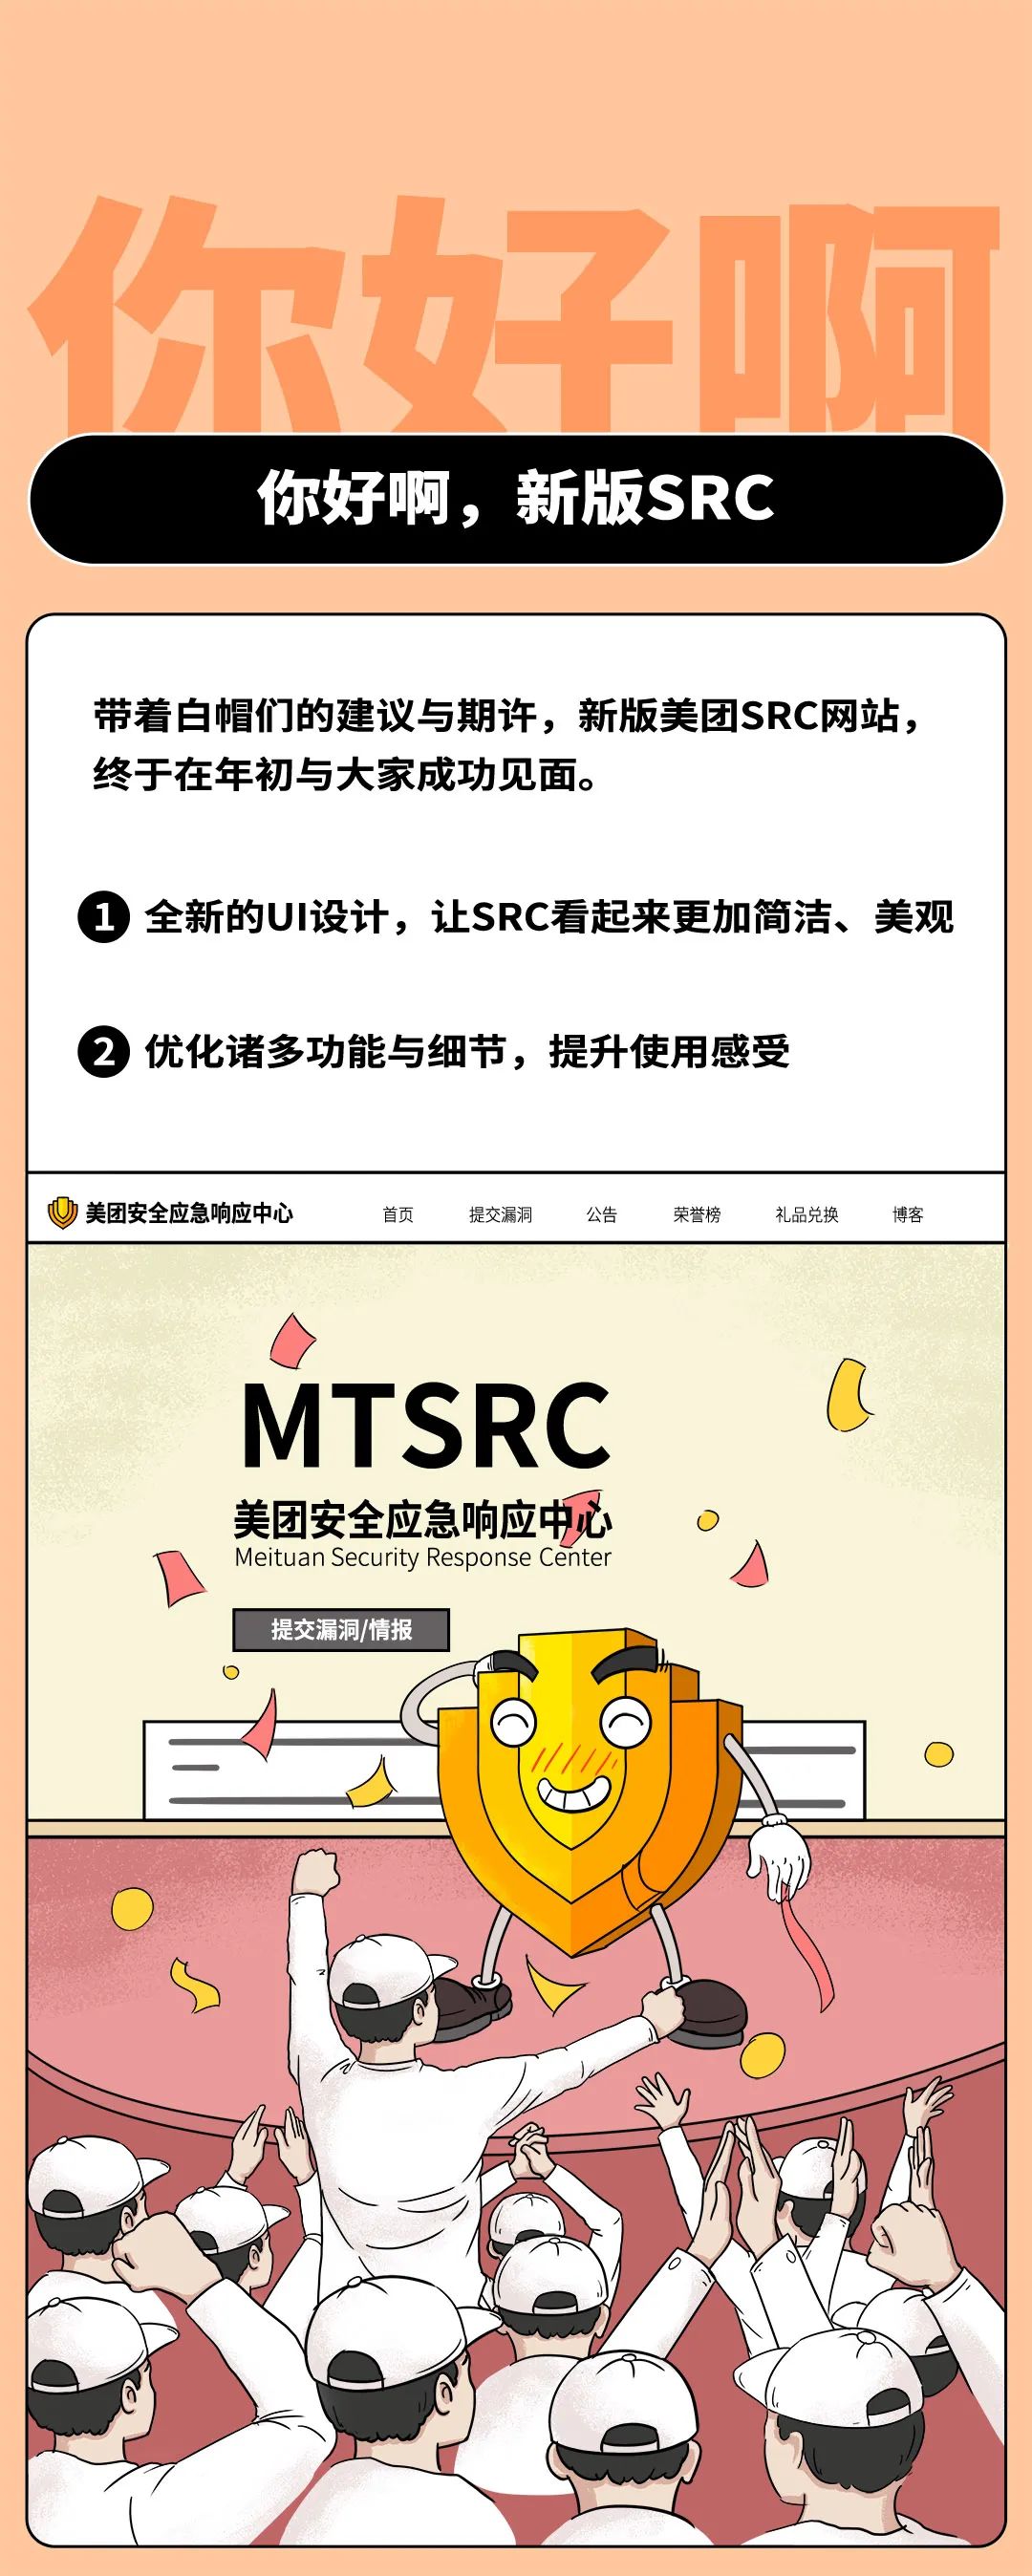 你好啊
你好啊，新版SRC
带着白帽们的建议与期许，新版美团SRC网站，
终于在年初与大家成功见面。
1 全新的UI设计，让SRC看起来更加简洁、美观
2 优化诸多功能与细节，提升使用感受
美团安全应急响应中心 首页 提交漏洞 公告 荣誉榜 礼品兑换 博客
MTSRC
美团安全应急响应中心
Meituan Security Response Center
提交漏洞/情报